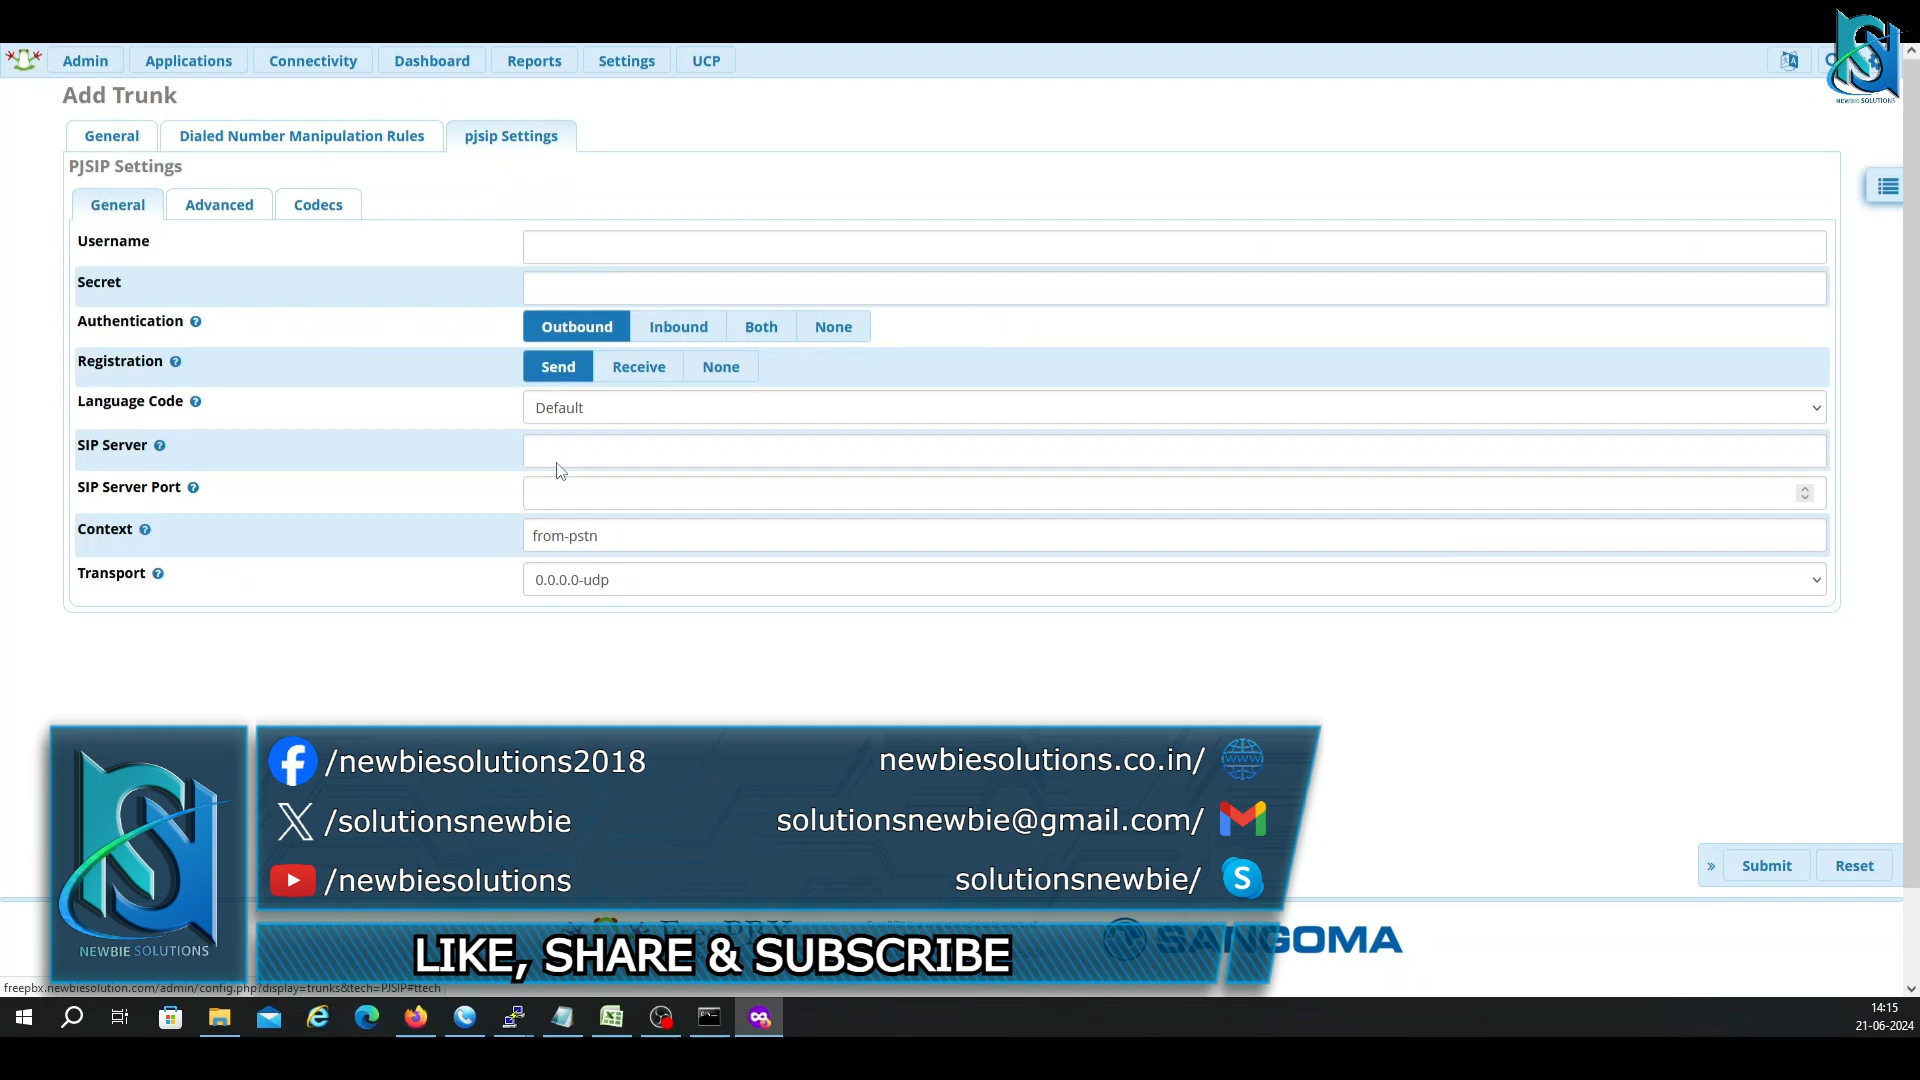 Admin Applications Connectivity Dashboard Reports Settings UCP
NEWBIE SOLUTIONS
Add Trunk
General Dialed Number Manipulation Rules pjsip Settings
PJSIP Settings
General Advanced Codecs
Username
Secret
Authentication Outbound Inbound Both None
Registration Send Receive None
Language Code Default
SIP Server
SIP Server Port
Context from-pstn
Transport 0.0.0.0-udp
/newbiesolutions2018 newbiesolutions.co.in/
/solutionsnewbie solutionsnewbie@gmail.com/
/newbiesolutions solutionsnewbie/
» Submit Reset
NEWBIE SOLUTIONS
LIKE, SHARE & SUBSCRIBE
FreePBX
SANGOMA
freepbx.newbiesolution.com/admin/config.php?display=trunks&tech=PJSIP#ttech
14:15
21-06-2024